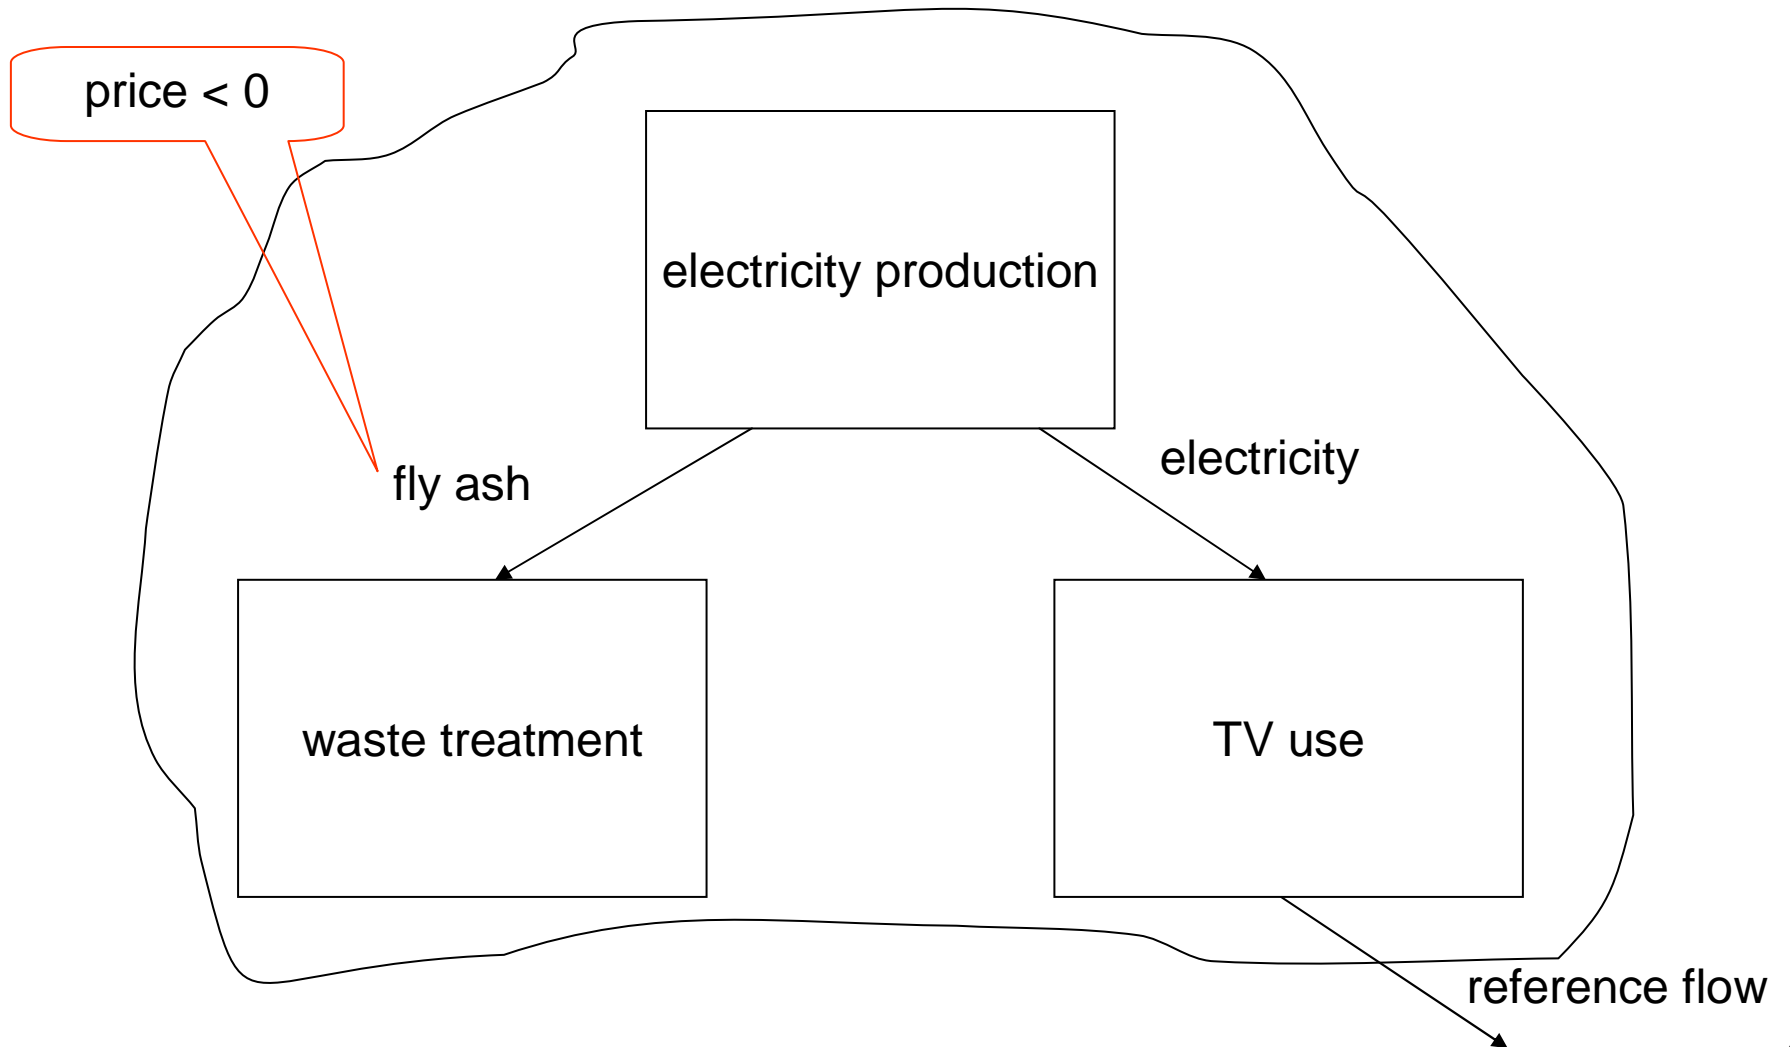 price < 0
electricity production
electricity
fly ash
waste treatment
TV use
reference flow